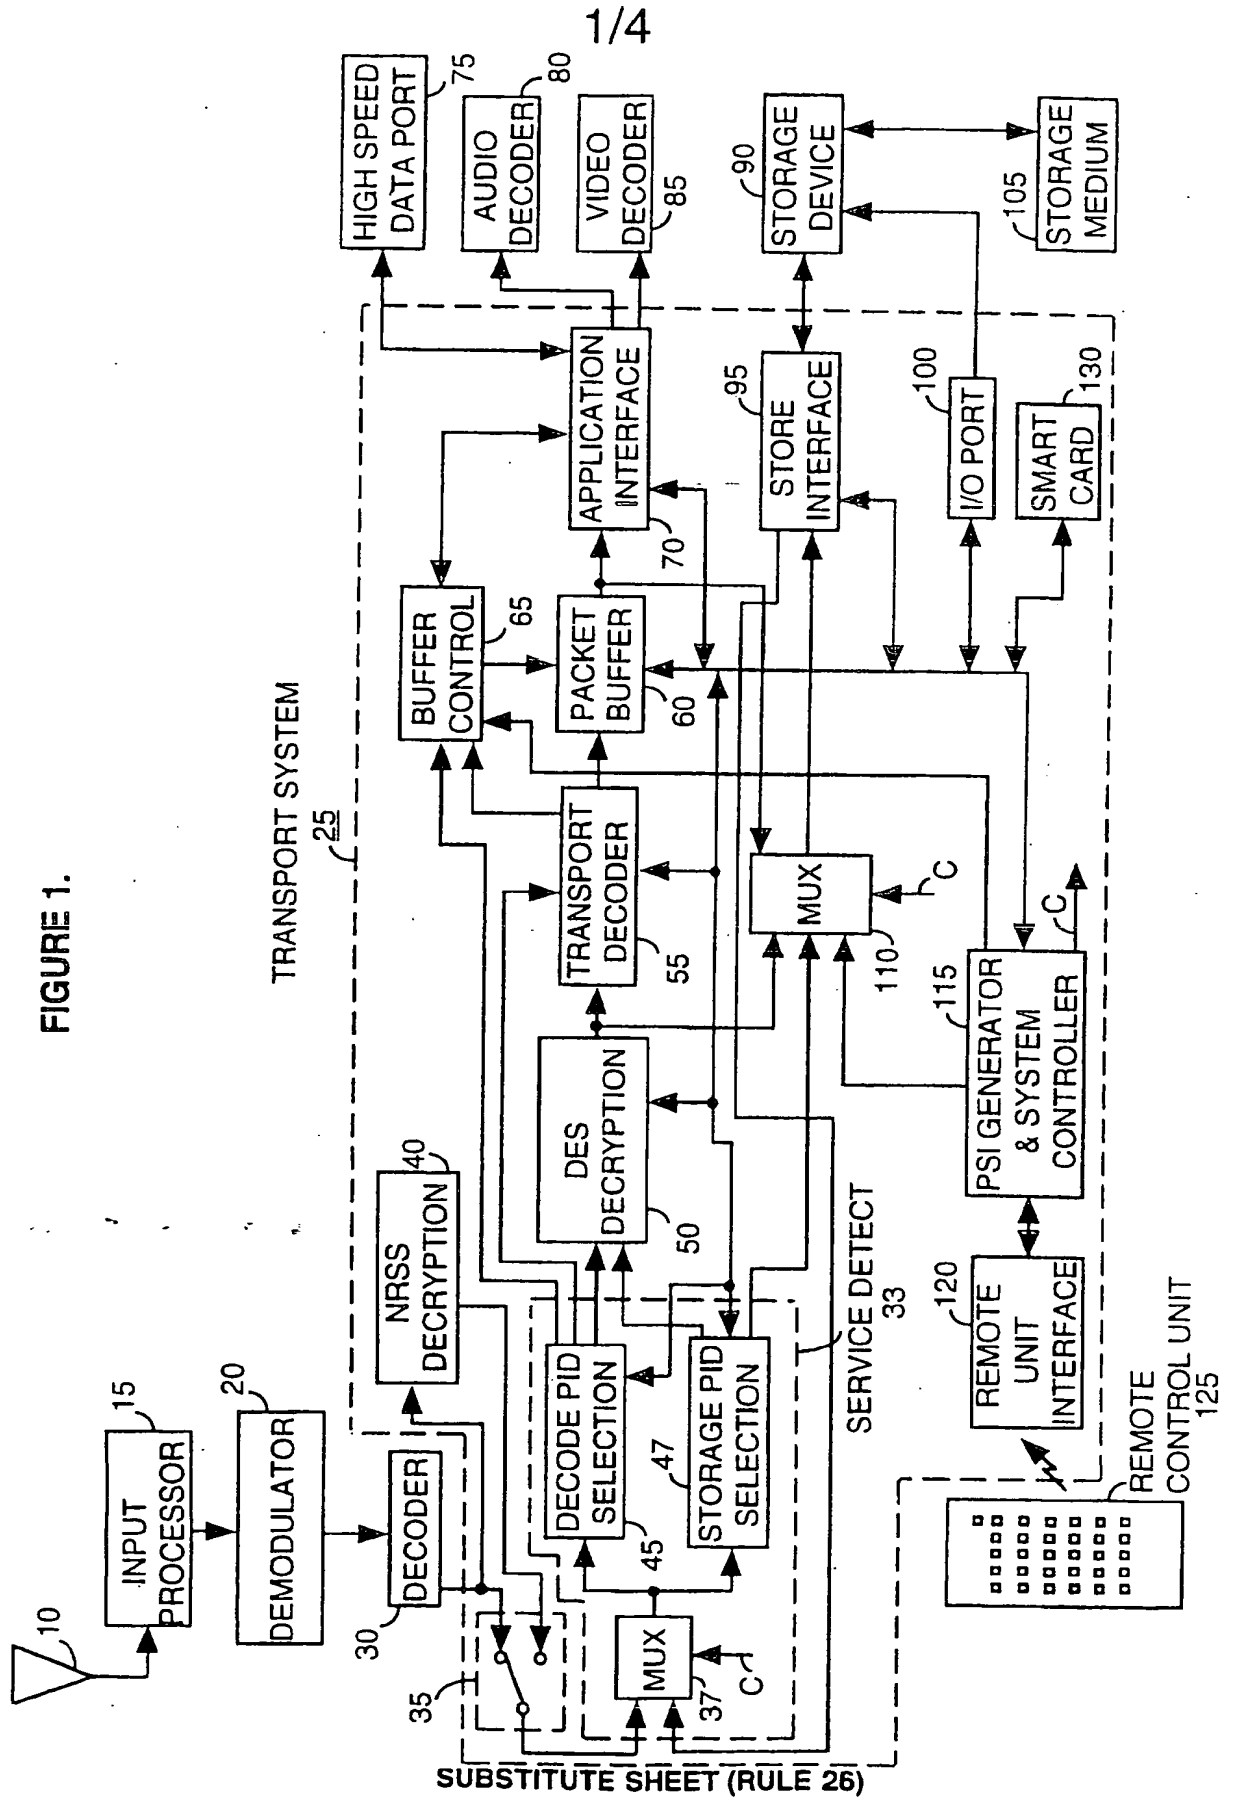 1/4
FIGURE 1.
TRANSPORT SYSTEM
25
10
INPUT
PROCESSOR
15
DEMODULATOR
20
DECODER
30
35
NRSS
DECRYPTION
40
MUX
37
C
DECODE PID
SELECTION
45
STORAGE PID
SELECTION
47
SERVICE DETECT
33
DES
DECRYPTION
50
TRANSPORT
DECODER
55
PACKET
BUFFER
60
BUFFER
CONTROL
65
APPLICATION
INTERFACE
70
HIGH SPEED
DATA PORT
75
AUDIO
DECODER
80
VIDEO
DECODER
85
STORAGE
DEVICE
90
STORE
INTERFACE
95
I/O PORT
100
STORAGE
MEDIUM
105
MUX
110
C
PSI GENERATOR
& SYSTEM
CONTROLLER
115
C
REMOTE
UNIT
INTERFACE
120
REMOTE
CONTROL UNIT
125
SMART
CARD
130
SUBSTITUTE SHEET (RULE 26)